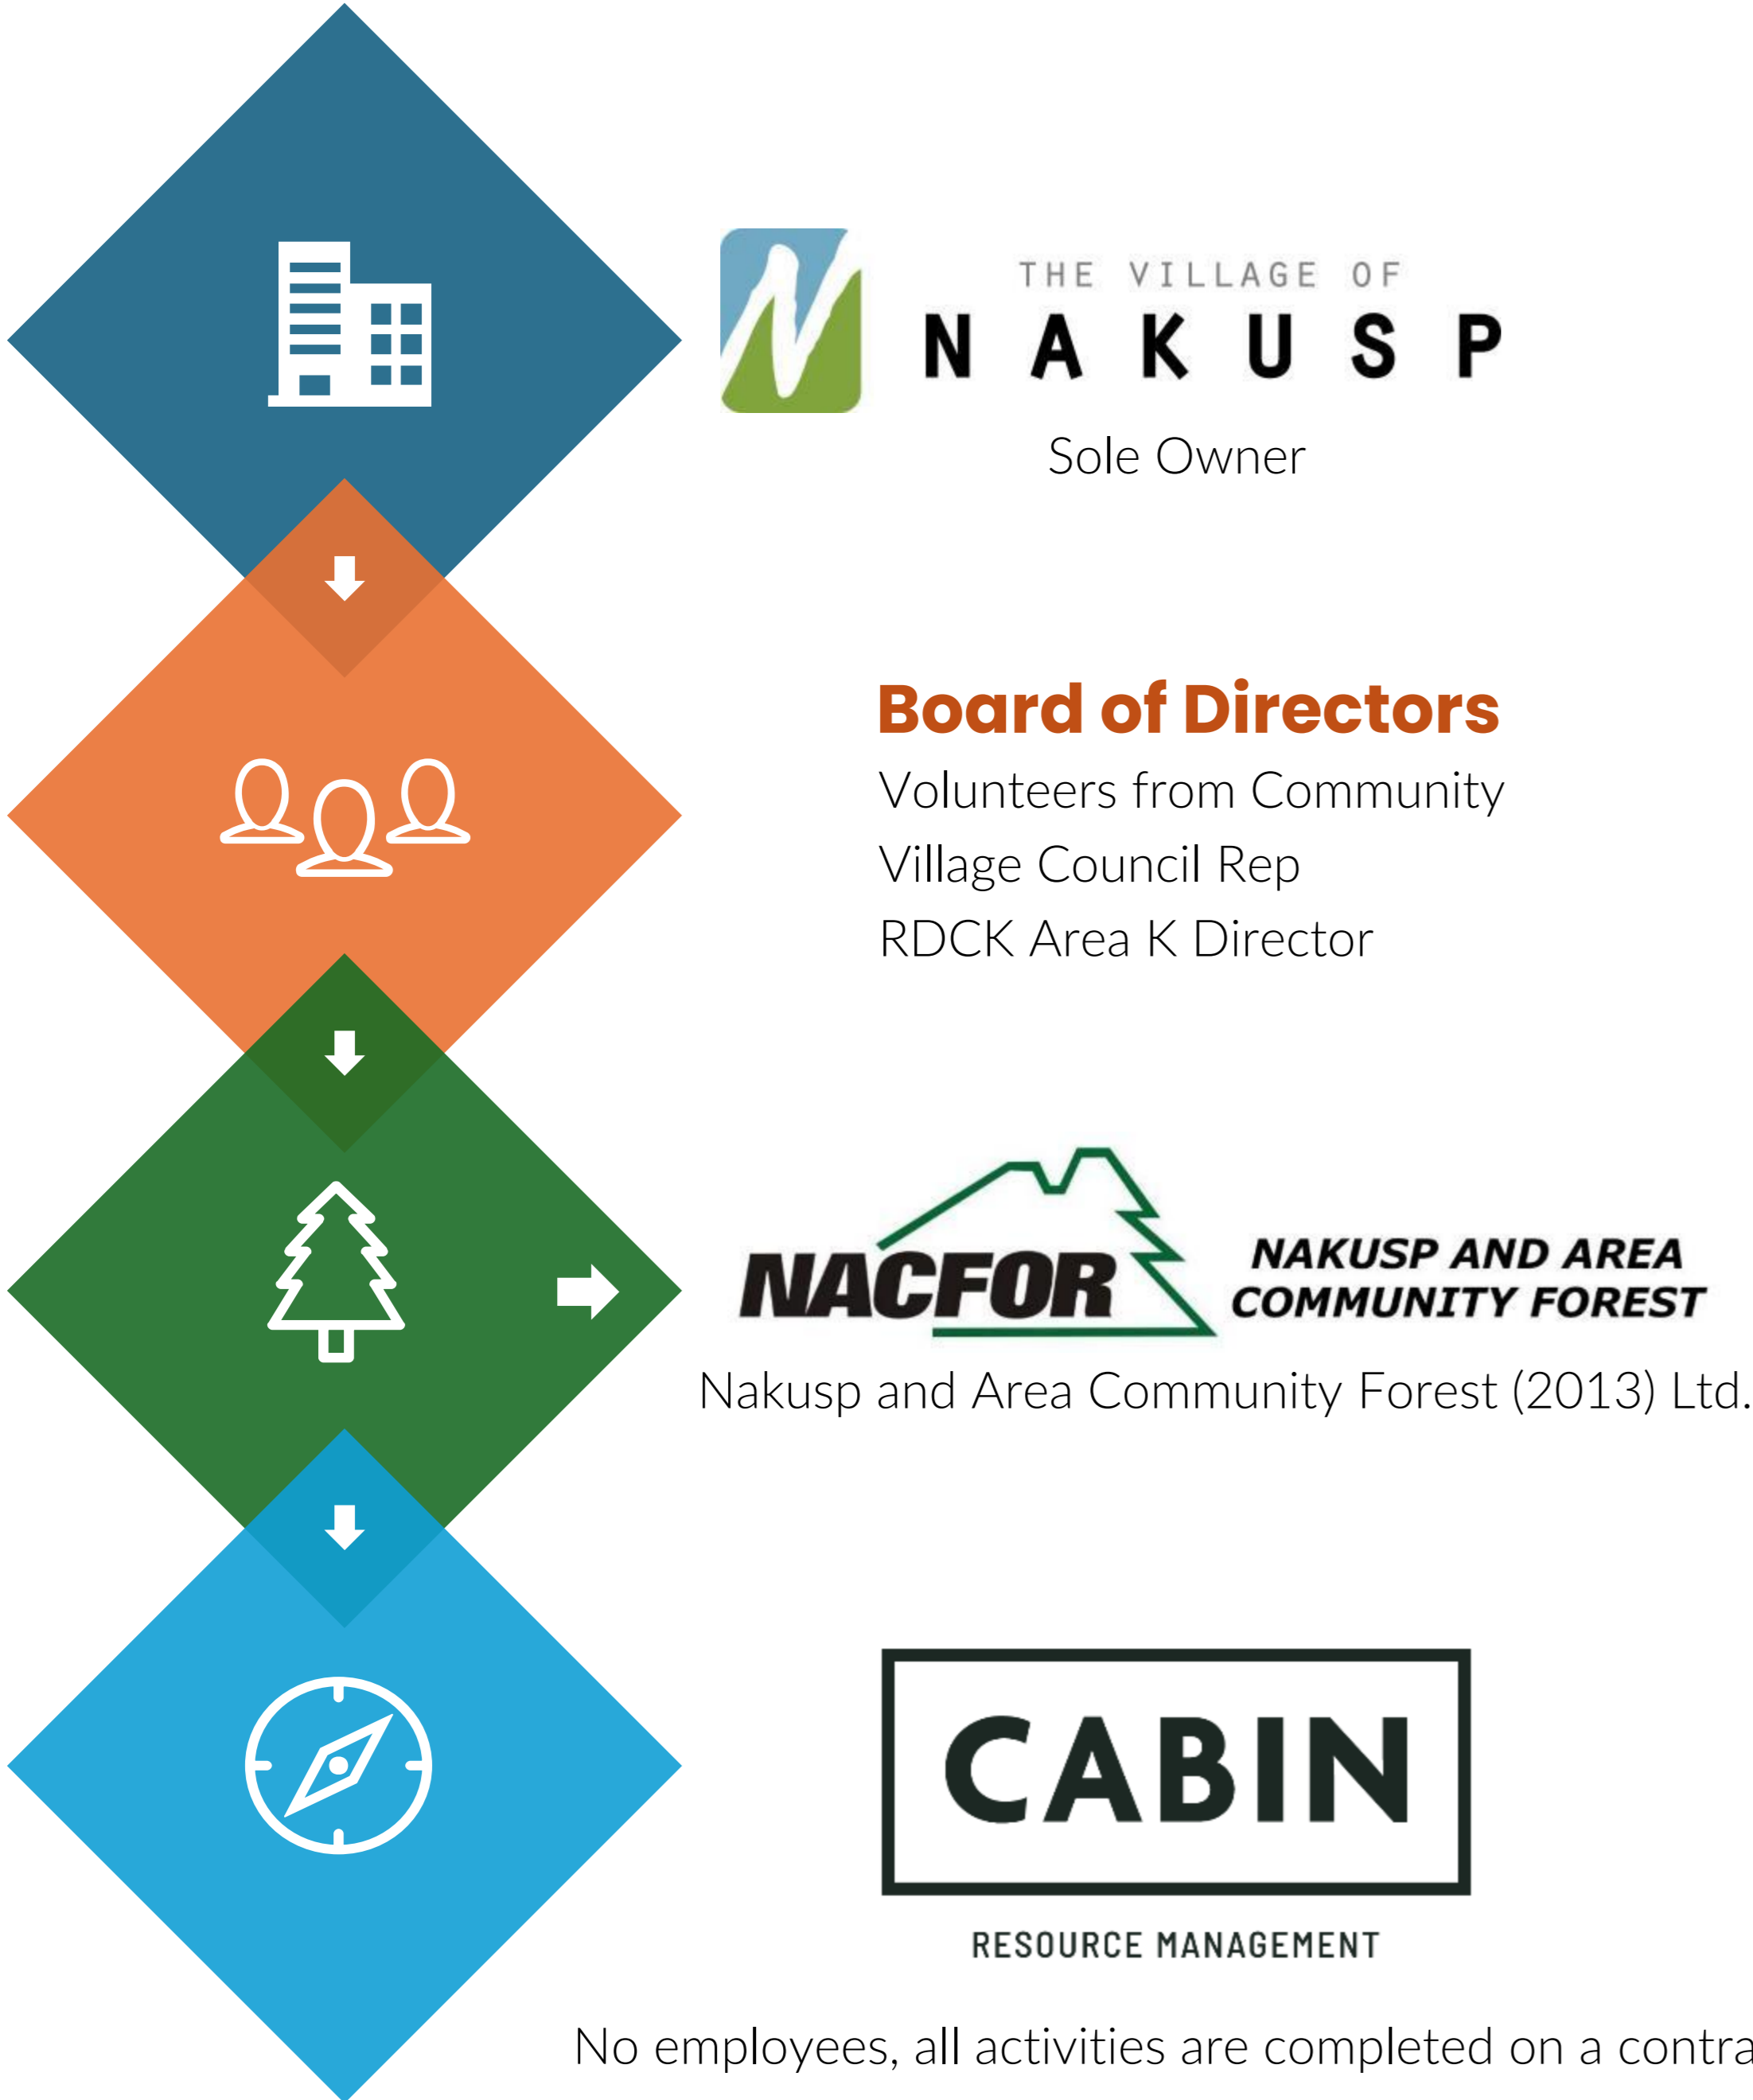 THE VILLAGE OF
NAKUSP
Sole Owner
Board of Directors
Volunteers from Community
Village Council Rep
RDCK Area K Director
NACFOR
NAKUSP AND AREA
COMMUNITY FOREST
Nakusp and Area Community Forest (2013) Ltd.
CABIN
RESOURCE MANAGEMENT
No employees, all activities are completed on a